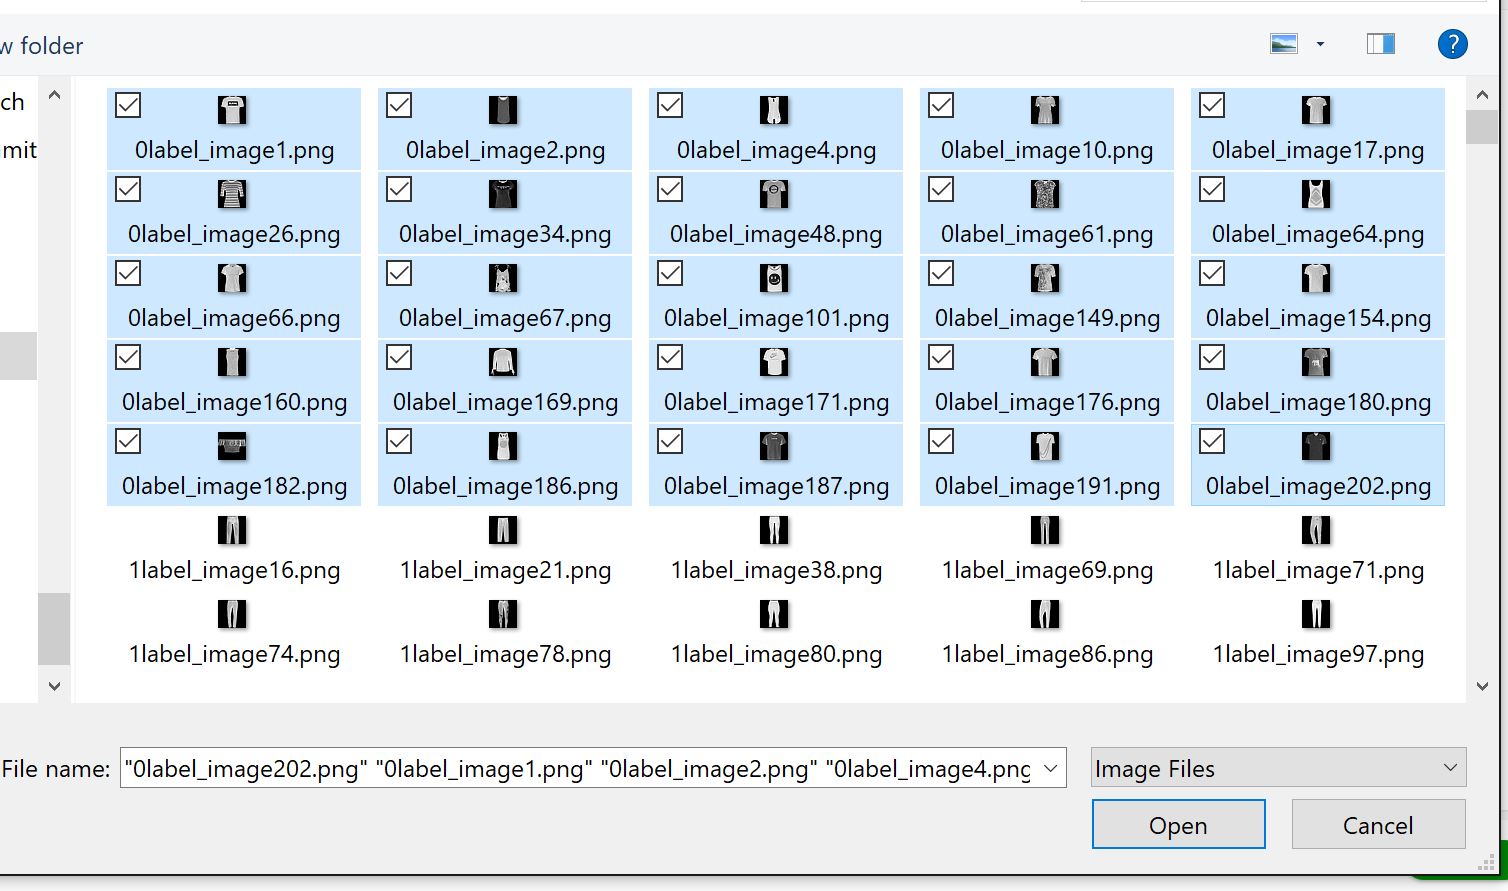 w folder
?
ch
mit
0label_image1.png 0label_image2.png 0label_image4.png 0label_image10.png 0label_image17.png
0label_image26.png 0label_image34.png 0label_image48.png 0label_image61.png 0label_image64.png
0label_image66.png 0label_image67.png 0label_image101.png 0label_image149.png 0label_image154.png
0label_image160.png 0label_image169.png 0label_image171.png 0label_image176.png 0label_image180.png
0label_image182.png 0label_image186.png 0label_image187.png 0label_image191.png 0label_image202.png
1label_image16.png 1label_image21.png 1label_image38.png 1label_image69.png 1label_image71.png
1label_image74.png 1label_image78.png 1label_image80.png 1label_image86.png 1label_image97.png
File name: "0label_image202.png" "0label_image1.png" "0label_image2.png" "0label_image4.png Image Files
Open Cancel